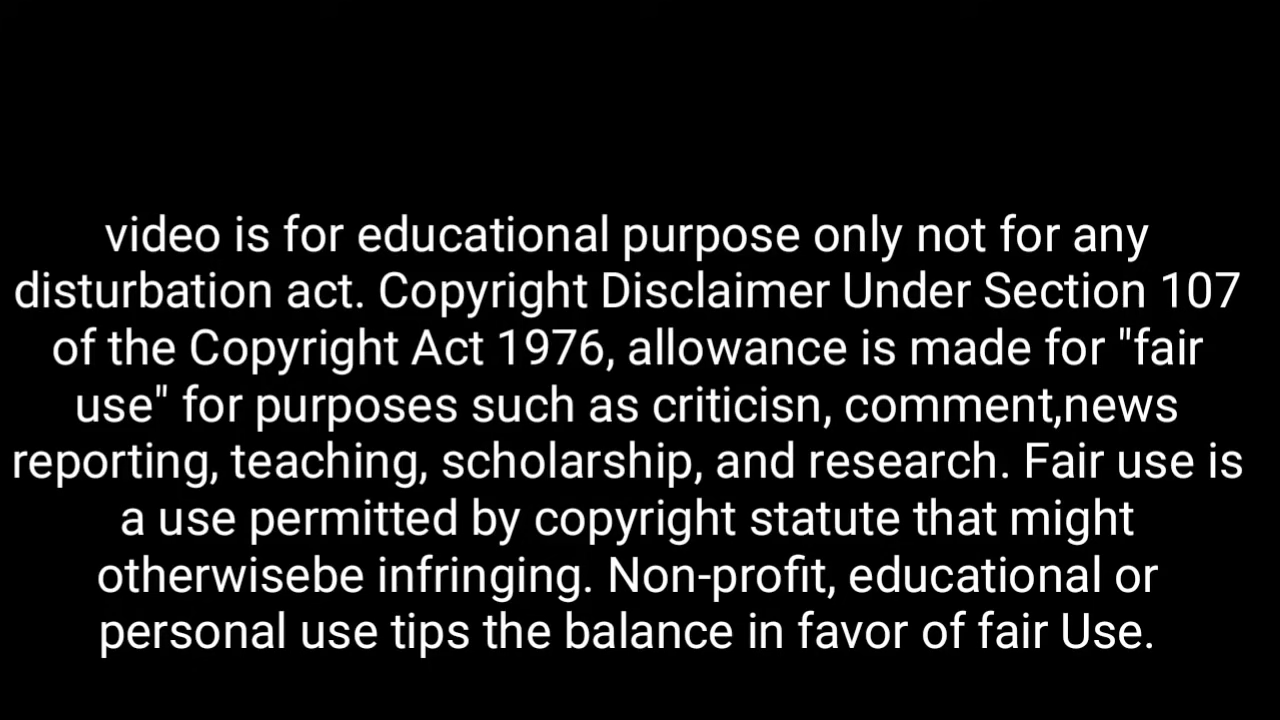 video is for educational purpose only not for any
disturbation act. Copyright Disclaimer Under Section 107
of the Copyright Act 1976, allowance is made for "fair
use" for purposes such as criticisn, comment,news
reporting, teaching, scholarship, and research. Fair use is
a use permitted by copyright statute that might
otherwisebe infringing. Non-profit, educational or
personal use tips the balance in favor of fair Use.